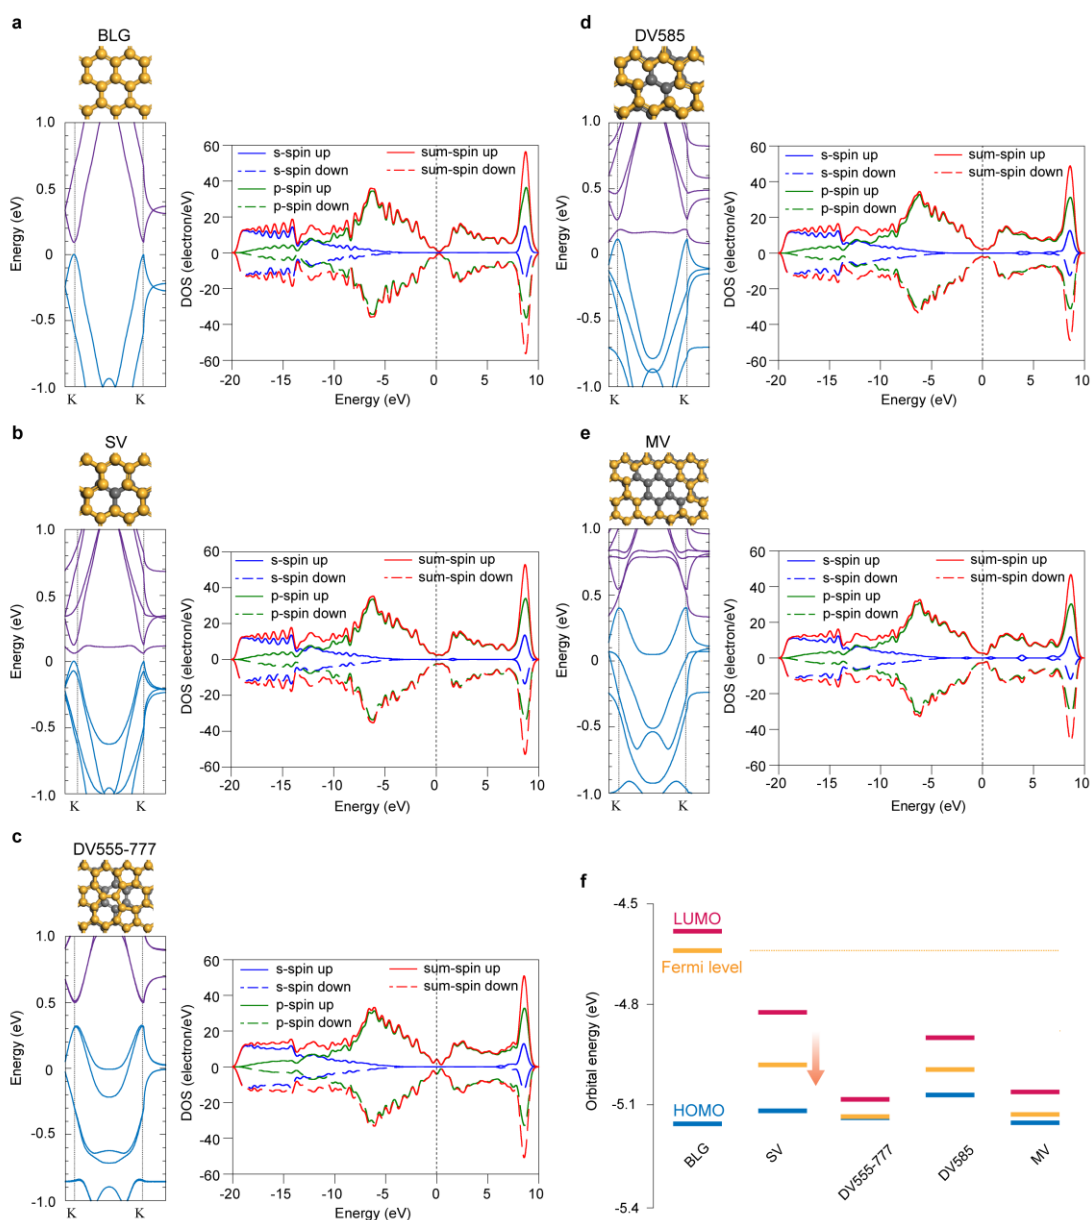 a
BLG
1.0
0.5
0
-0.5
-1.0
Energy (eV)
K
K
60
40
20
0
20
-40
-60
DOS (electron/eV)
s-spin up
s-spin down
p-spin up
p-spin down
sum-spin up
sum-spin down
-20
-15
-10
-5
0
5
10
Energy (eV)
b
SV
1.0
0.5
0
-0.5
-1.0
Energy (eV)
K
K
60
40
20
0
-20
-40
-60
DOS (electron/eV)
s-spin up
s-spin down
p-spin up
p-spin down
sum-spin up
sum-spin down
-20
-15
-10
-5
0
5
10
Energy (eV)
c
DV555-777
1.0
0.5
0
-0.5
-1.0
Energy (eV)
K
K
60
40
20
0
-20
-40
-60
DOS (electron/eV)
s-spin up
s-spin down
p-spin up
p-spin down
sum-spin up
sum-spin down
-20
-15
-10
-5
0
5
10
Energy (eV)
d
DV585
1.0
0.5
0
-0.5
-1.0
Energy (eV)
K
K
60
40
20
0
-20
-40
-60
DOS (electron/eV)
s-spin up
s-spin down
p-spin up
p-spin down
sum-spin up
sum-spin down
-20
-15
-10
-5
0
5
10
Energy (eV)
e
MV
1.0
0.5
0
-0.5
-1.0
Energy (eV)
K
K
60
40
20
0
-20
-40
-60
DOS (electron/eV)
s-spin up
s-spin down
p-spin up
p-spin down
sum-spin up
sum-spin down
-20
-15
-10
-5
0
5
10
Energy (eV)
f
-4.5
-4.8
-5.1
-5.4
Orbital energy (eV)
LUMO
Fermi level
HOMO
BLG
SV
DV555-777
DV585
MV